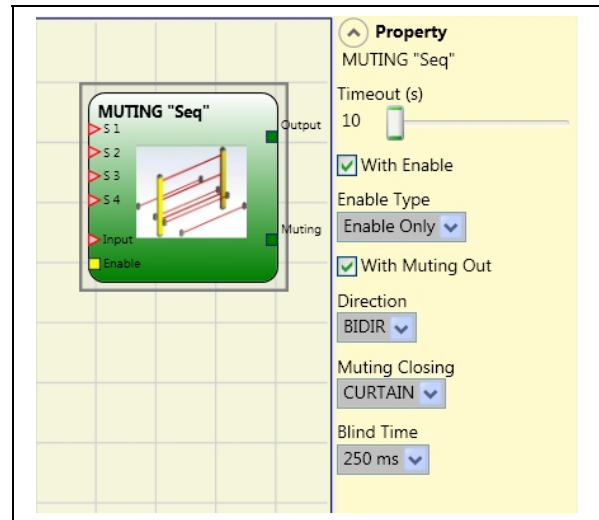 MUTING "Seq"
S 1
S 2
S 3
S 4
Input
Enable
Output
Muting
Property
MUTING "Seq"
Timeout (s)
10
With Enable
Enable Type
Enable Only
With Muting Out
Direction
BIDIR
Muting Closing
CURTAIN
Blind Time
250 ms